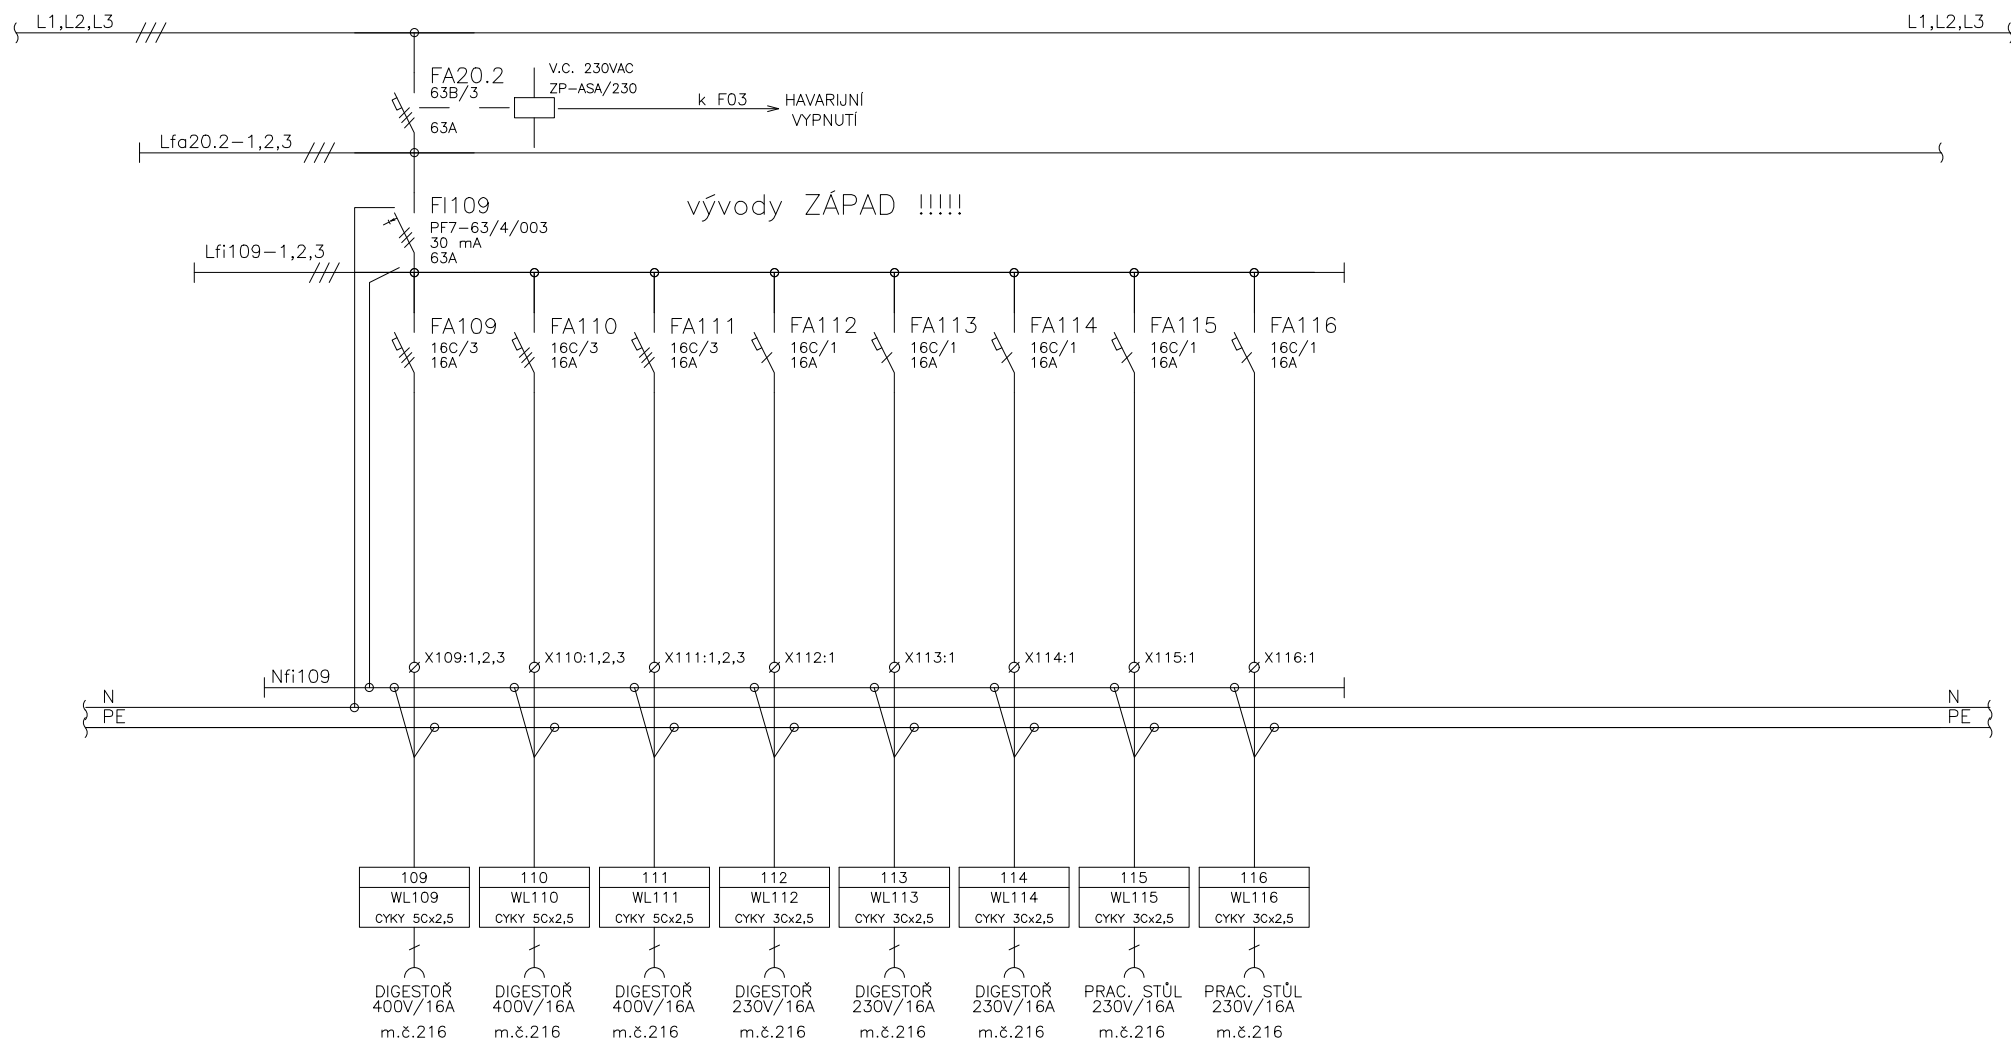 L1,L2,L3
L1,L2,L3
FA20.2
63B/3
63A
V.C. 230VAC
ZP-ASA/230
k F03
HAVARIJNÍ
VYPNUTÍ
Lfa20.2-1,2,3
FI109
PF7-63/4/003
30 mA
63A
vývody ZÁPAD !!!!!
Lfi109-1,2,3
FA109
16C/3
16A
FA110
16C/3
16A
FA111
16C/3
16A
FA112
16C/1
16A
FA113
16C/1
16A
FA114
16C/1
16A
FA115
16C/1
16A
FA116
16C/1
16A
X109:1,2,3
X110:1,2,3
X111:1,2,3
X112:1
X113:1
X114:1
X115:1
X116:1
Nfi109
N
N
PE
PE
109
WL109
CYKY 5Cx2,5
DIGESTOŘ
400V/16A
m.č.216
110
WL110
CYKY 5Cx2,5
DIGESTOŘ
400V/16A
m.č.216
111
WL111
CYKY 5Cx2,5
DIGESTOŘ
400V/16A
m.č.216
112
WL112
CYKY 3Cx2,5
DIGESTOŘ
230V/16A
m.č.216
113
WL113
CYKY 3Cx2,5
DIGESTOŘ
230V/16A
m.č.216
114
WL114
CYKY 3Cx2,5
DIGESTOŘ
230V/16A
m.č.216
115
WL115
CYKY 3Cx2,5
PRAC. STŮL
230V/16A
m.č.216
116
WL116
CYKY 3Cx2,5
PRAC. STŮL
230V/16A
m.č.216